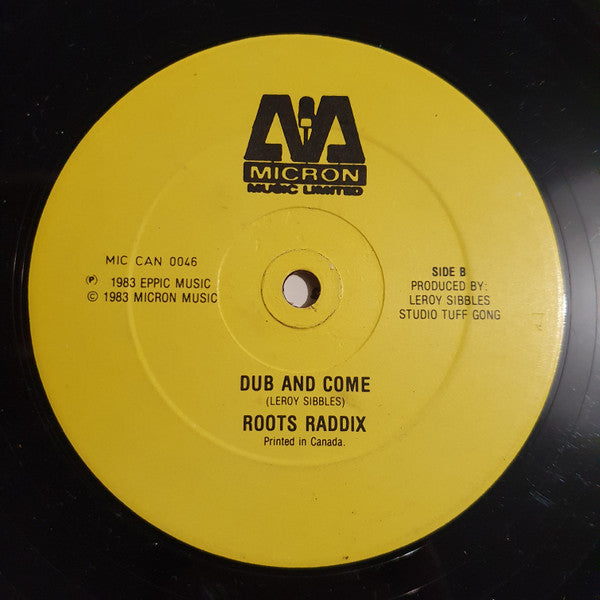 MICRON
MUSIC LIMITED
MIC CAN 0046
℗ 1983 EPPIC MUSIC
© 1983 MICRON MUSIC
SIDE B
PRODUCED BY:
LEROY SIBBLES
STUDIO TUFF GONG
DUB AND COME
(LEROY SIBBLES)
ROOTS RADDIX
Printed in Canada.